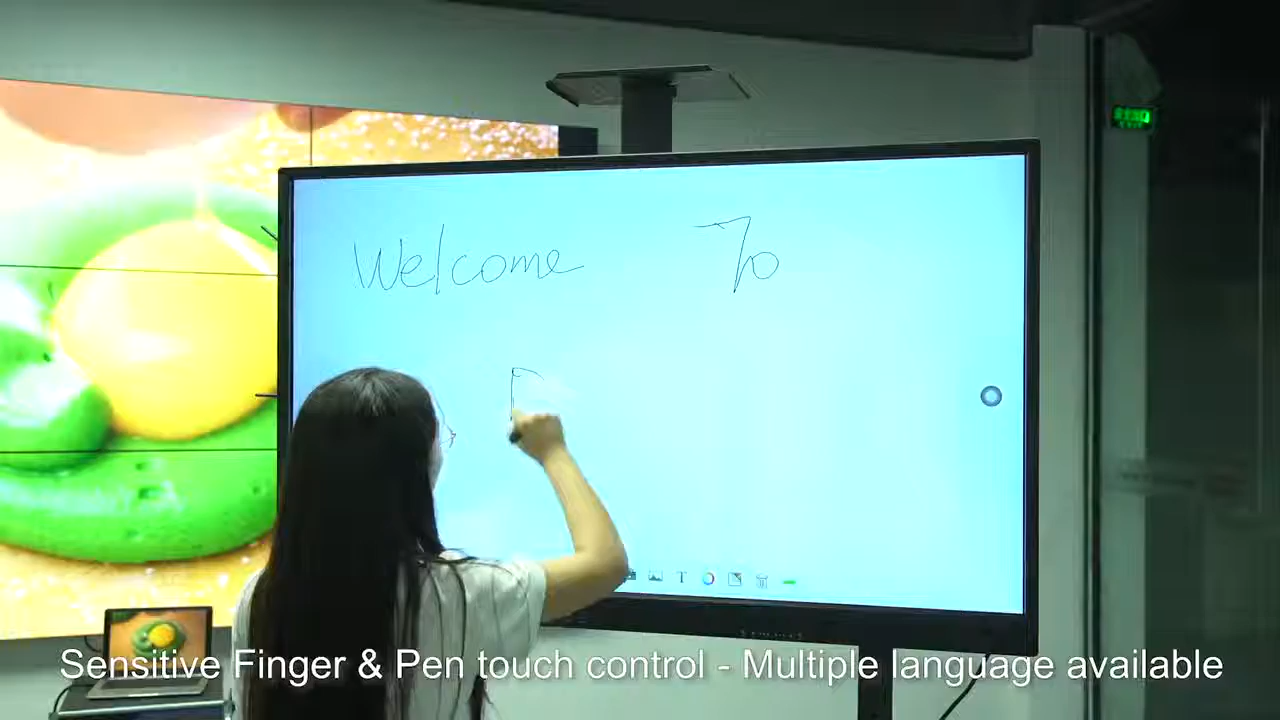 Welcome To
Sensitive Finger & Pen touch control - Multiple language available